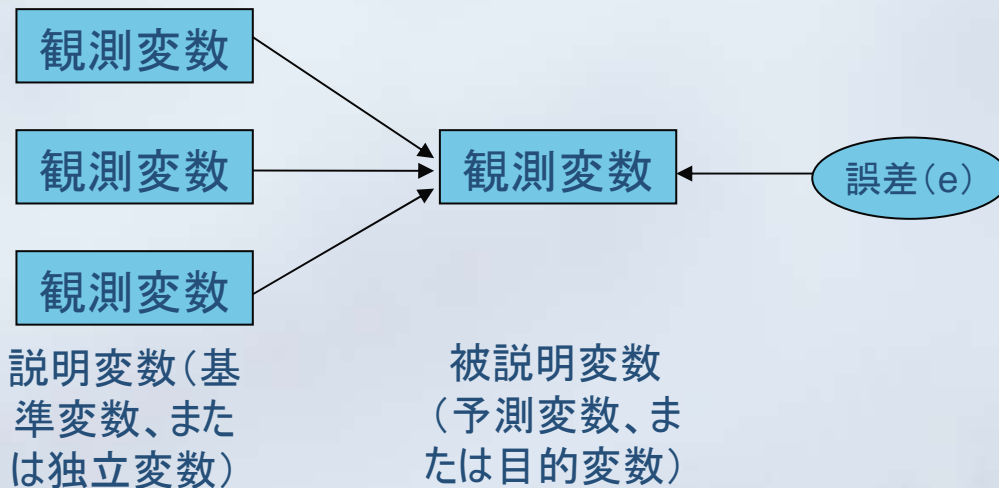 観測変数
観測変数
観測変数
観測変数
誤差(e)
説明変数(基
準変数、また
は独立変数)
被説明変数
(予測変数、ま
たは目的変数)